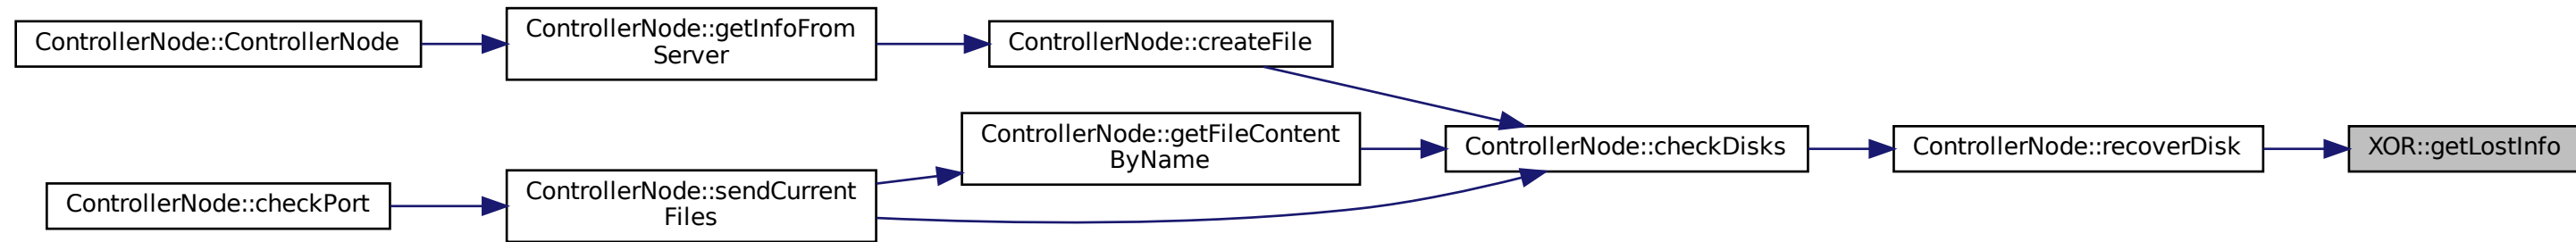 ControllerNode::ControllerNode
ControllerNode::getInfoFrom
Server
ControllerNode::createFile
ControllerNode::getFileContent
ByName
ControllerNode::checkDisks
ControllerNode::recoverDisk
XOR::getLostInfo
ControllerNode::checkPort
ControllerNode::sendCurrent
Files